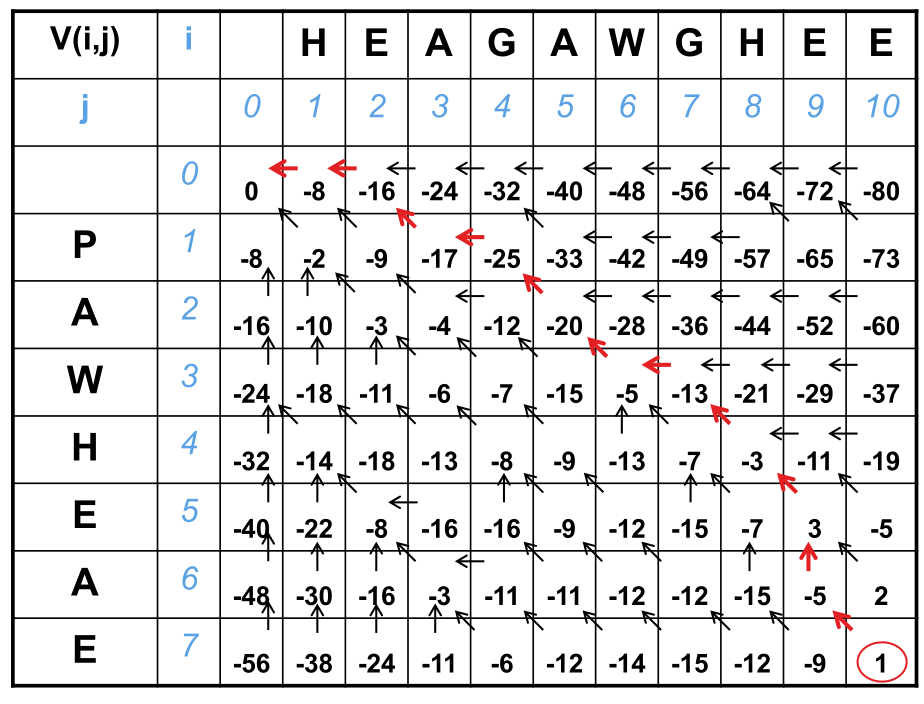 V(i,j) i H E A G A W G H E E
j 0 1 2 3 4 5 6 7 8 9 10
0 0 -8 -16 -24 -32 -40 -48 -56 -64 -72 -80
P 1 -8 -2 -9 -17 -25 -33 -42 -49 -57 -65 -73
A 2 -16 -10 -3 -4 -12 -20 -28 -36 -44 -52 -60
W 3 -24 -18 -11 -6 -7 -15 -5 -13 -21 -29 -37
H 4 -32 -14 -18 -13 -8 -9 -13 -7 -3 -11 -19
E 5 -40 -22 -8 -16 -16 -9 -12 -15 -7 3 -5
A 6 -48 -30 -16 -3 -11 -11 -12 -12 -15 -5 2
E 7 -56 -38 -24 -11 -6 -12 -14 -15 -12 -9 1